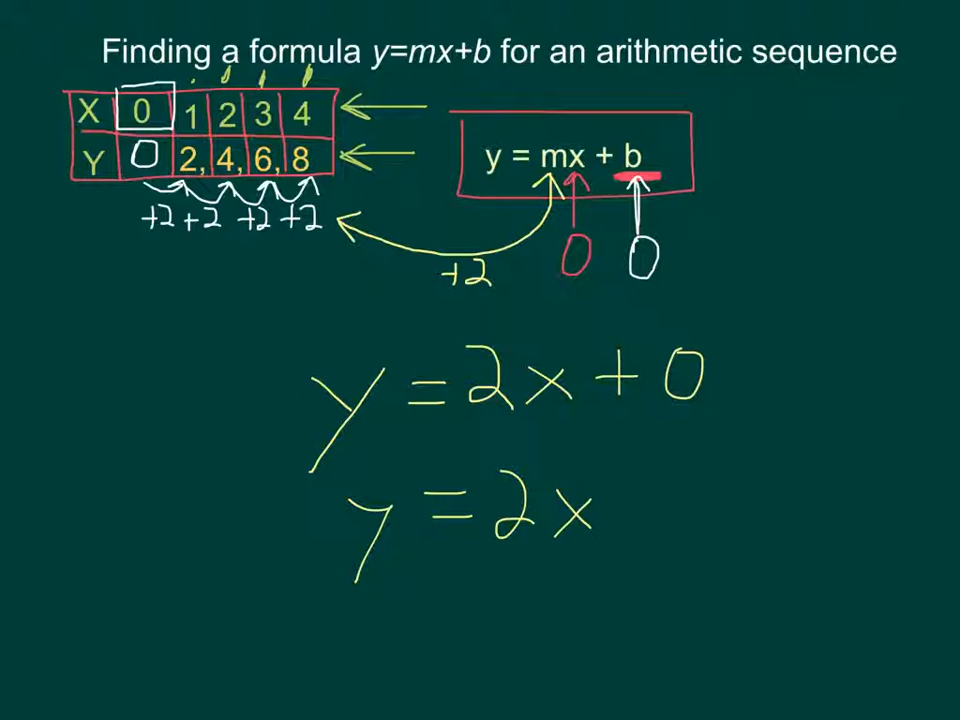 Finding a formula y=mx+b for an arithmetic sequence
X 0 1 2 3 4
Y 0 2, 4, 6, 8
y = mx + b
+2 +2 +2 +2
+2 0 0
y = 2x + 0
y = 2x